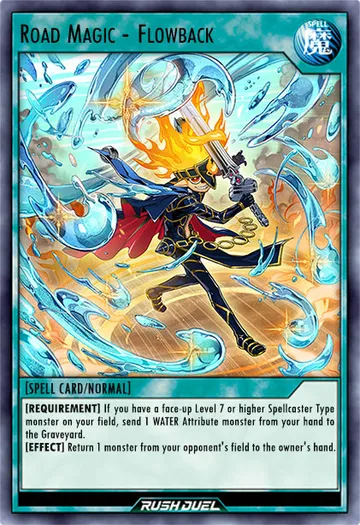 Road Magic - Flowback
SPELL
魔
[SPELL CARD/NORMAL]
[REQUIREMENT] If you have a face-up Level 7 or higher Spellcaster Type
monster on your field, send 1 WATER Attribute monster from your hand to
the Graveyard.
[EFFECT] Return 1 monster from your opponent's field to the owner's hand.
RUSH DUEL